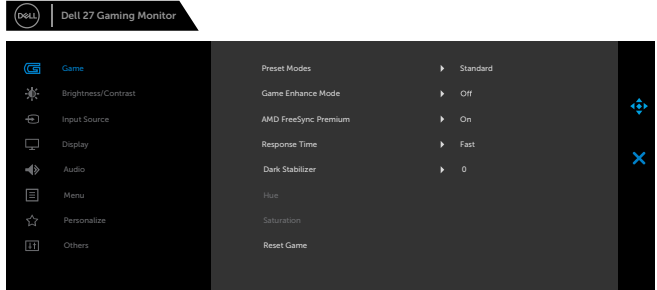 DELL
Dell 27 Gaming Monitor
Game
Preset Modes
Standard
Brightness/Contrast
Game Enhance Mode
Off
Input Source
AMD FreeSync Premium
On
Display
Response Time
Fast
Audio
Dark Stabilizer
0
Menu
Hue
Personalize
Saturation
Others
Reset Game